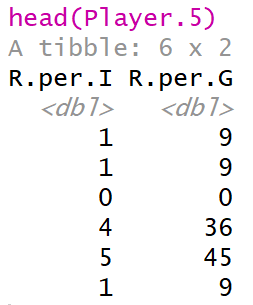 head(Player.5)
A tibble: 6 x 2
R.per.I R.per.G
<dbl> <dbl>
1 9
1 9
0 0
4 36
5 45
1 9